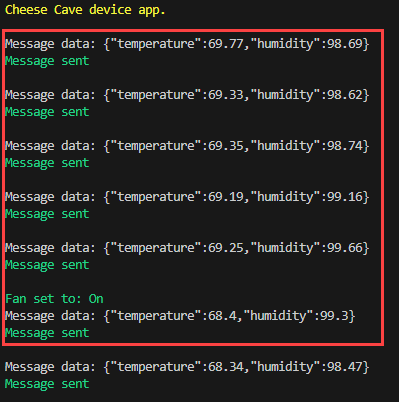 Cheese Cave device app.
Message data: {"temperature":69.77,"humidity":98.69}
Message sent
Message data: {"temperature":69.33,"humidity":98.62}
Message sent
Message data: {"temperature":69.35,"humidity":98.74}
Message sent
Message data: {"temperature":69.19,"humidity":99.16}
Message sent
Message data: {"temperature":69.25,"humidity":99.66}
Message sent
Fan set to: On
Message data: {"temperature":68.4,"humidity":99.3}
Message sent
Message data: {"temperature":68.34,"humidity":98.47}
Message sent